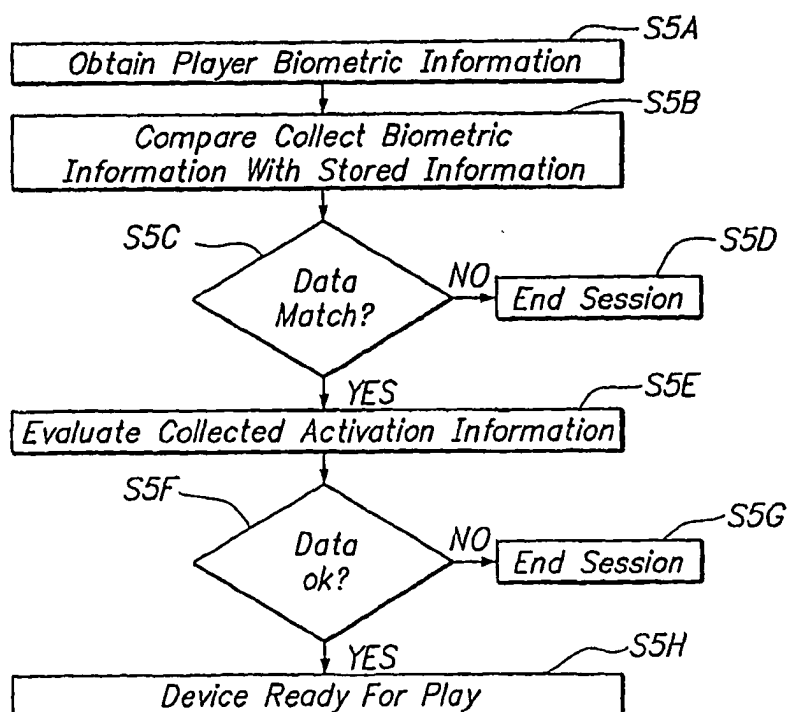 S5A
Obtain Player Biometric Information
S5B
Compare Collect Biometric
Information With Stored Information
S5C
Data
Match?
NO
S5D
End Session
YES
S5E
Evaluate Collected Activation Information
S5F
Data
ok?
NO
S5G
End Session
YES
S5H
Device Ready For Play